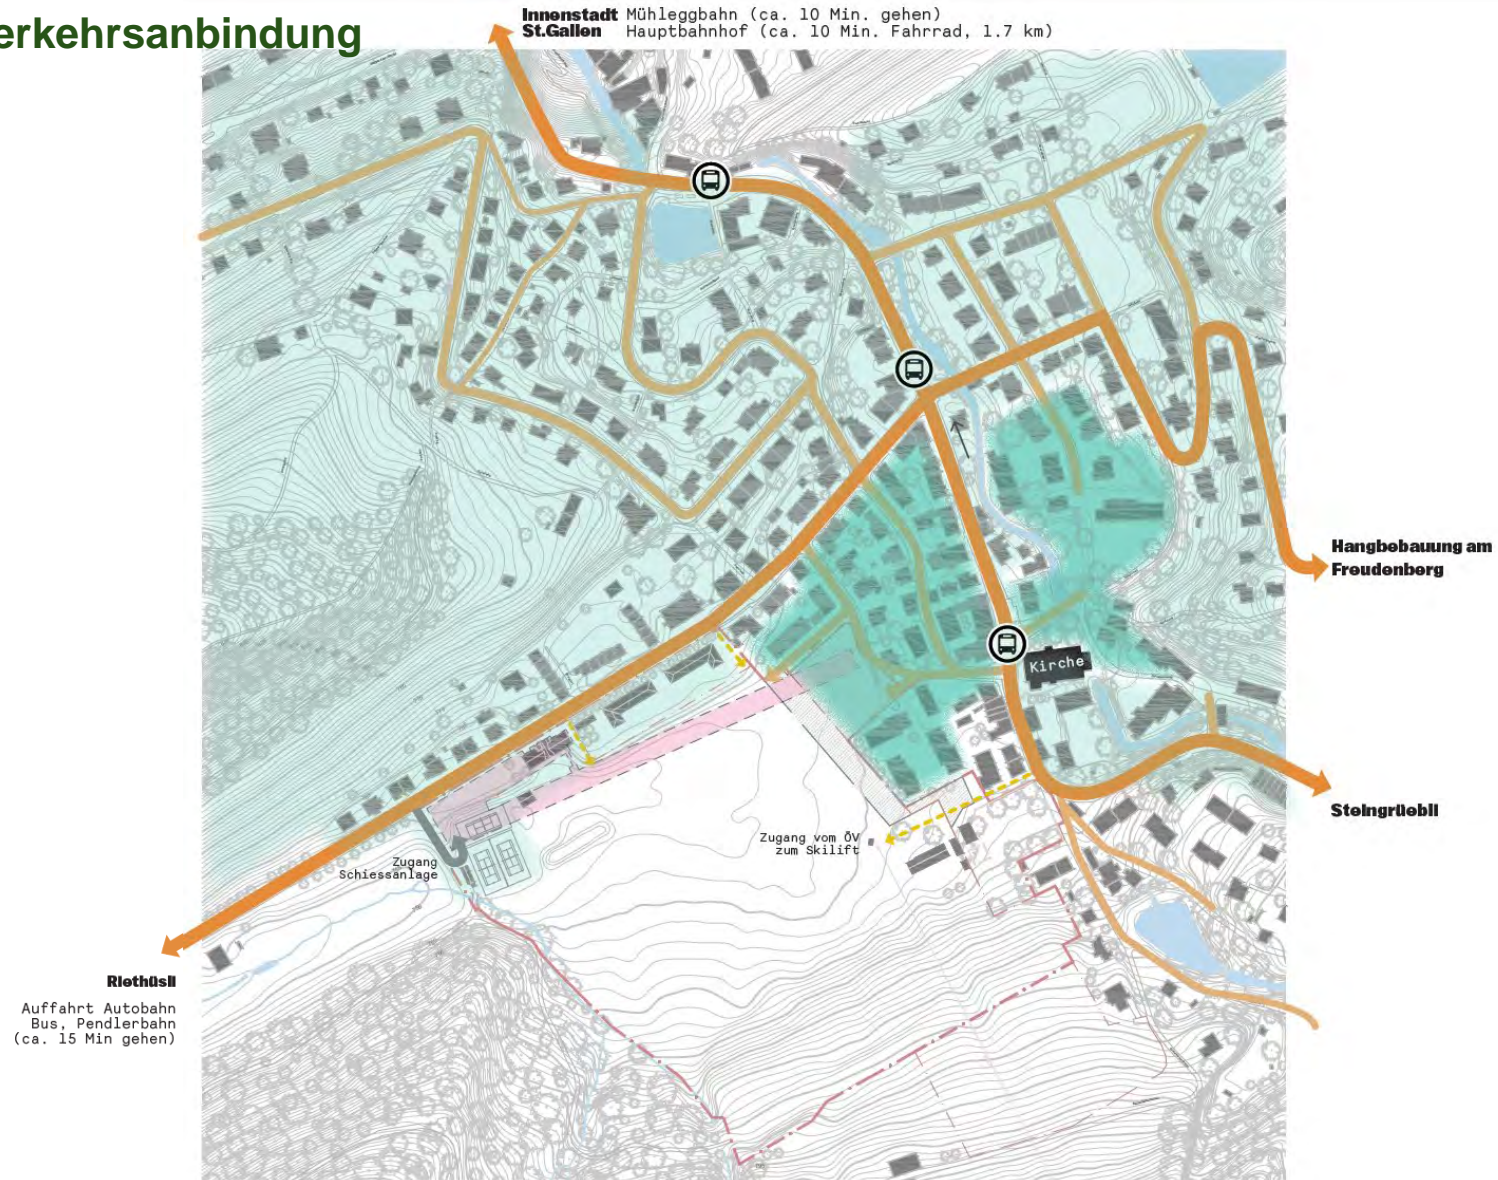 erkehrsanbindung
Innenstadt Mühleggbahn (ca. 10 Min. gehen)
St.Gallen Hauptbahnhof (ca. 10 Min. Fahrrad, 1.7 km)
Hangbebauung am
Freudenberg
Kirche
Steingrüebli
Zugang vom ÖV
zum Skilift
Zugang
Schiessanlage
Riethüsli
Auffahrt Autobahn
Bus, Pendlerbahn
(ca. 15 Min gehen)